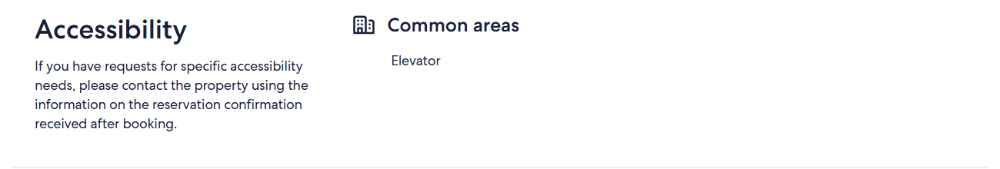 Accessibility
If you have requests for specific accessibility
needs, please contact the property using the
information on the reservation confirmation
received after booking.
Common areas
Elevator